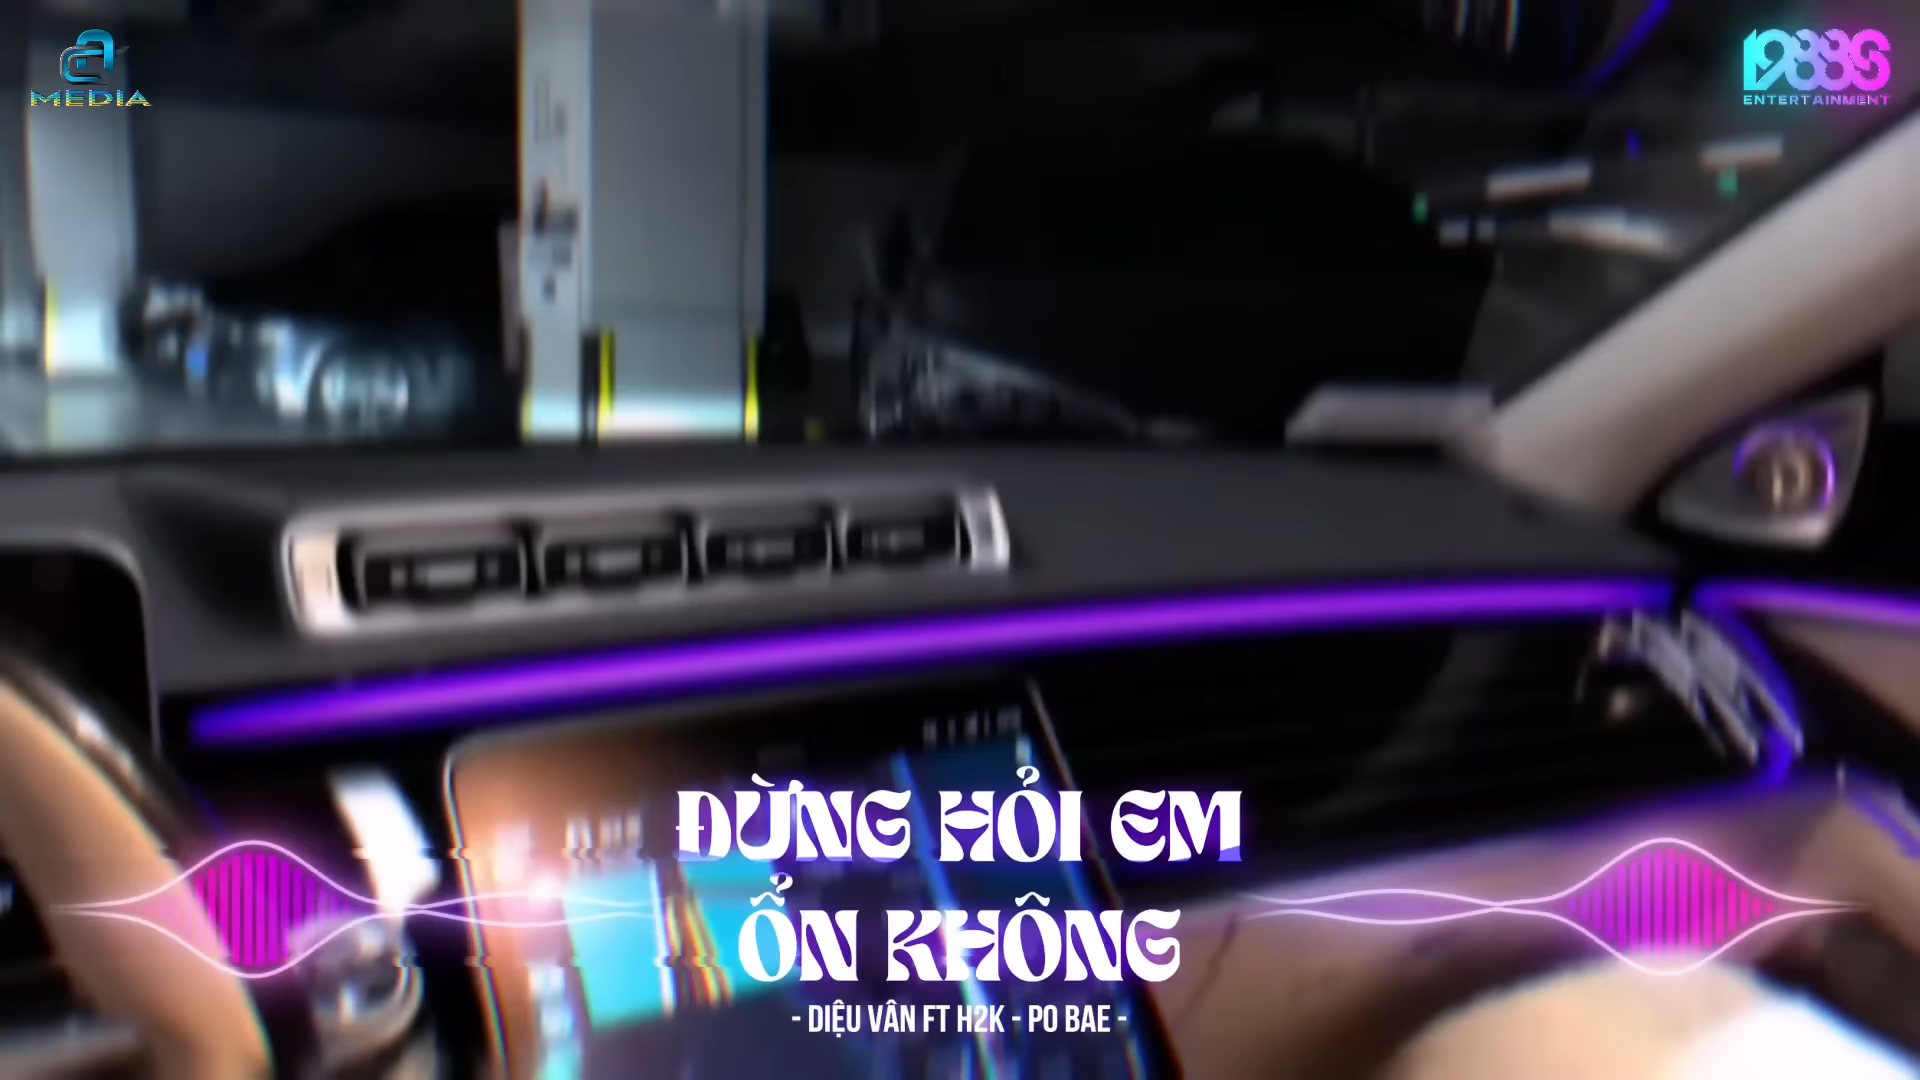 MEDIA
1988S
ENTERTAINMENT
ĐỪNG HỎI EM
ỔN KHÔNG
- DIỆU VÂN FT H2K - PO BAE -